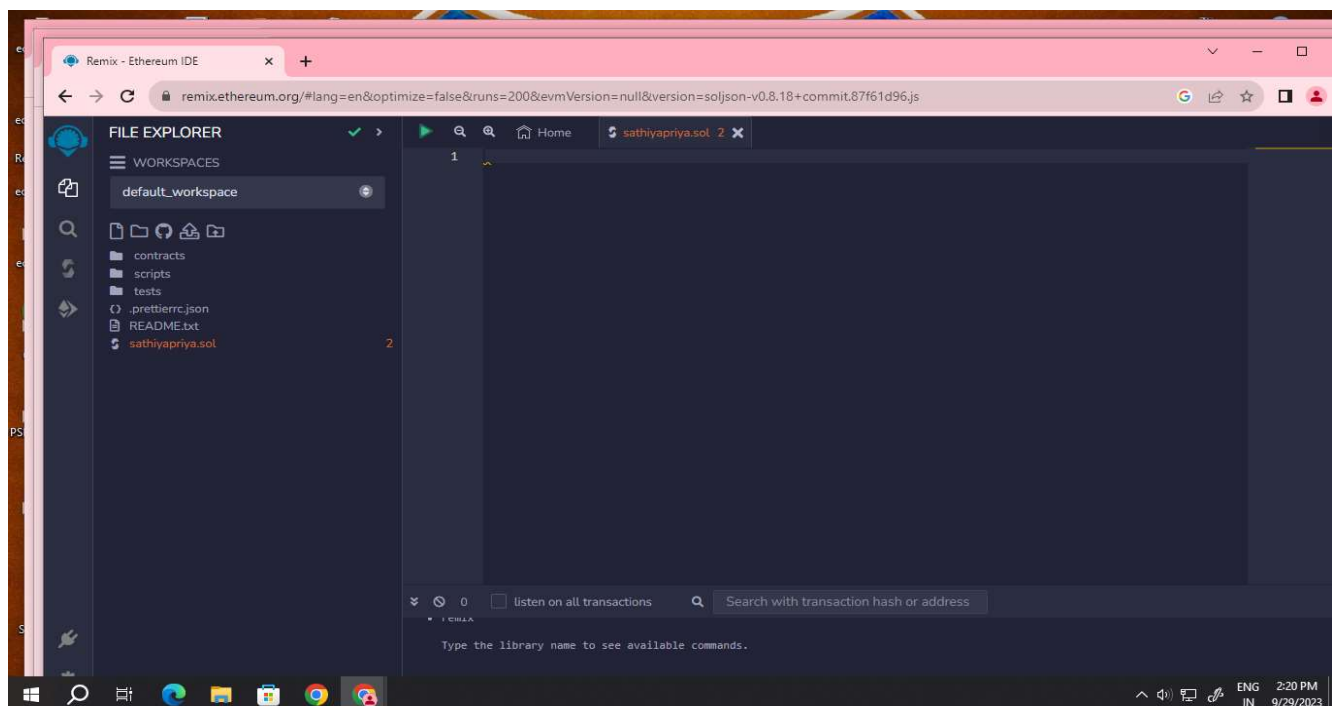 Remix - Ethereum IDE
remix.ethereum.org/#lang=en&optimize=false&runs=200&evmVersion=null&version=soljson-v0.8.18+commit.87f61d96.js
FILE EXPLORER
WORKSPACES
default_workspace
contracts
scripts
tests
.prettierrc.json
README.txt
sathiyapriya.sol 2
Home
sathiyapriya.sol 2
1
0 listen on all transactions Search with transaction hash or address
remix
Type the library name to see available commands.
ENG 2:20 PM
IN 9/29/2023